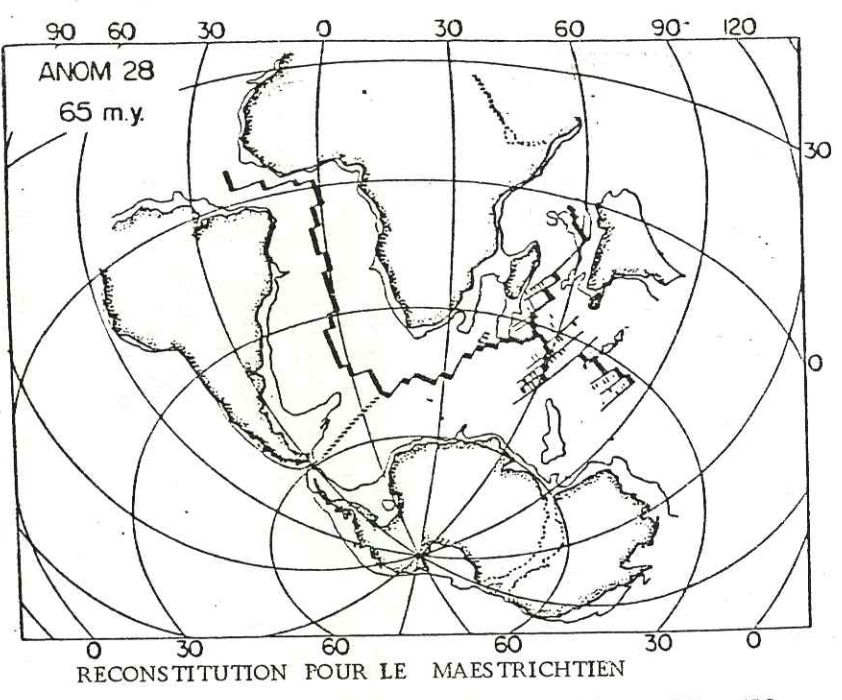 90 60 30 0 30 60 90 120
ANOM 28
65 m.y.
30
S
0
0 30 60 60 30 0
RECONSTITUTION POUR LE MAESTRICHTIEN